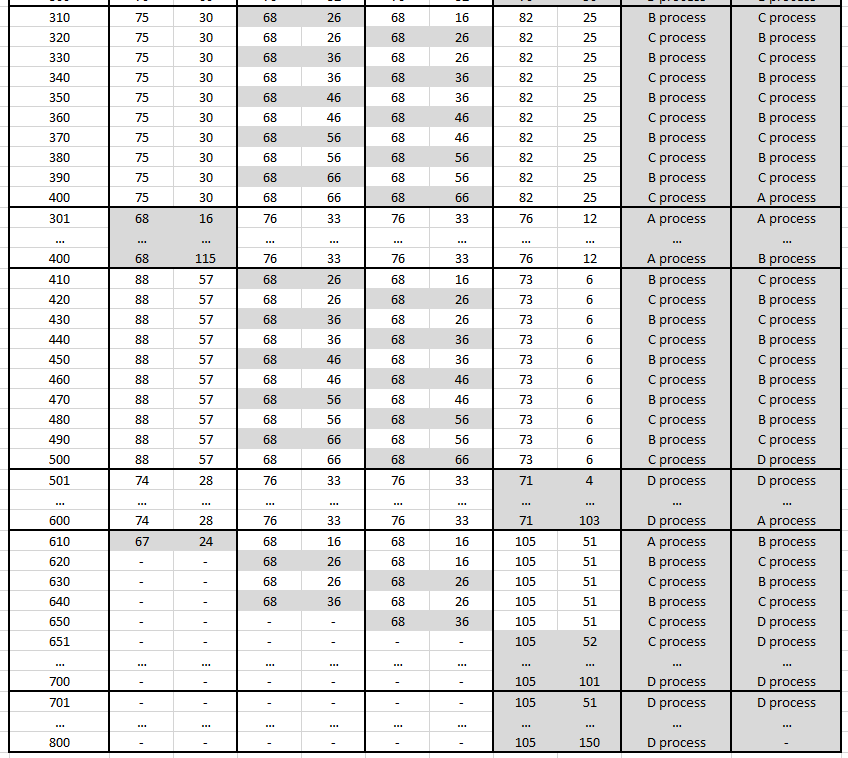 310 75 30 68 26 68 16 82 25 B process C process
320 75 30 68 26 68 26 82 25 C process B process
330 75 30 68 36 68 26 82 25 B process C process
340 75 30 68 36 68 36 82 25 C process B process
350 75 30 68 46 68 36 82 25 B process C process
360 75 30 68 46 68 46 82 25 C process B process
370 75 30 68 56 68 46 82 25 B process C process
380 75 30 68 56 68 56 82 25 C process B process
390 75 30 68 66 68 56 82 25 B process C process
400 75 30 68 66 68 66 82 25 C process A process
301 68 16 76 33 76 33 76 12 A process A process
... ... ... ... ... ... ... ... ... ... ...
400 68 115 76 33 76 33 76 12 A process B process
410 88 57 68 26 68 16 73 6 B process C process
420 88 57 68 26 68 26 73 6 C process B process
430 88 57 68 36 68 26 73 6 B process C process
440 88 57 68 36 68 36 73 6 C process B process
450 88 57 68 46 68 36 73 6 B process C process
460 88 57 68 46 68 46 73 6 C process B process
470 88 57 68 56 68 46 73 6 B process C process
480 88 57 68 56 68 56 73 6 C process B process
490 88 57 68 66 68 56 73 6 B process C process
500 88 57 68 66 68 66 73 6 C process D process
501 74 28 76 33 76 33 71 4 D process D process
... ... ... ... ... ... ... ... ... ... ...
600 74 28 76 33 76 33 71 103 D process A process
610 67 24 68 16 68 16 105 51 A process B process
620 - - 68 26 68 16 105 51 B process C process
630 - - 68 26 68 26 105 51 C process B process
640 - - 68 36 68 26 105 51 B process C process
650 - - - - 68 36 105 51 C process D process
651 - - - - - - 105 52 C process D process
... ... ... ... ... ... ... ... ... ... ...
700 - - - - - - 105 101 D process D process
701 - - - - - - 105 51 D process D process
... ... ... ... ... ... ... ... ... ... ...
800 - - - - - - 105 150 D process -